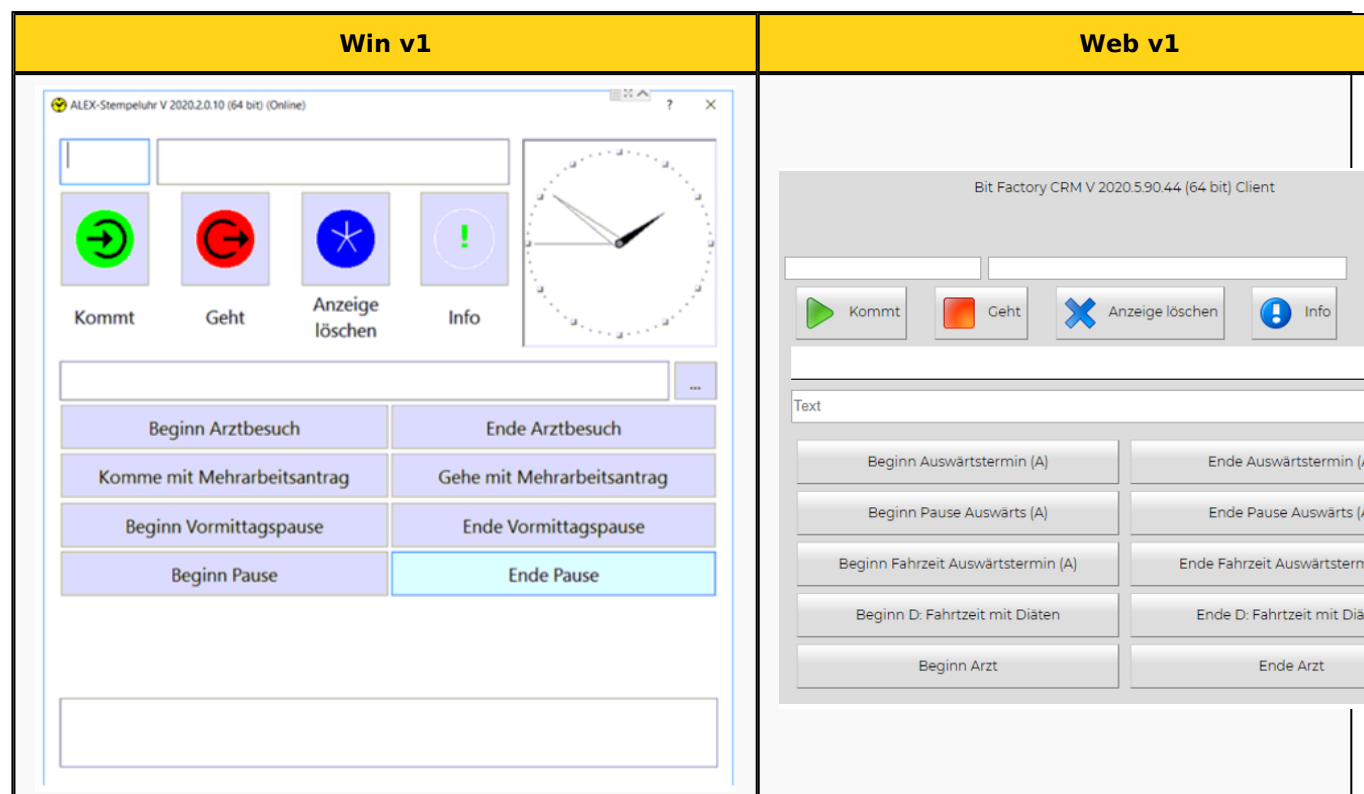 Win v1
Web v1
ALEX-Stempeluhr V 2020.2.0.10 (64 bit) (Online)
?
Kommt
Geht
Anzeige
löschen
!
Info
...
Beginn Arztbesuch
Ende Arztbesuch
Komme mit Mehrarbeitsantrag
Gehe mit Mehrarbeitsantrag
Beginn Vormittagspause
Ende Vormittagspause
Beginn Pause
Ende Pause
Bit Factory CRM V 2020.5.90.44 (64 bit) Client
Kommt
Geht
Anzeige löschen
Info
Text
Beginn Auswärtstermin (A)
Ende Auswärtstermin (
Beginn Pause Auswärts (A)
Ende Pause Auswärts (
Beginn Fahrzeit Auswärtstermin (A)
Ende Fahrzeit Auswärtsterm
Beginn D: Fahrtzeit mit Diäten
Ende D: Fahrtzeit mit Diä
Beginn Arzt
Ende Arzt